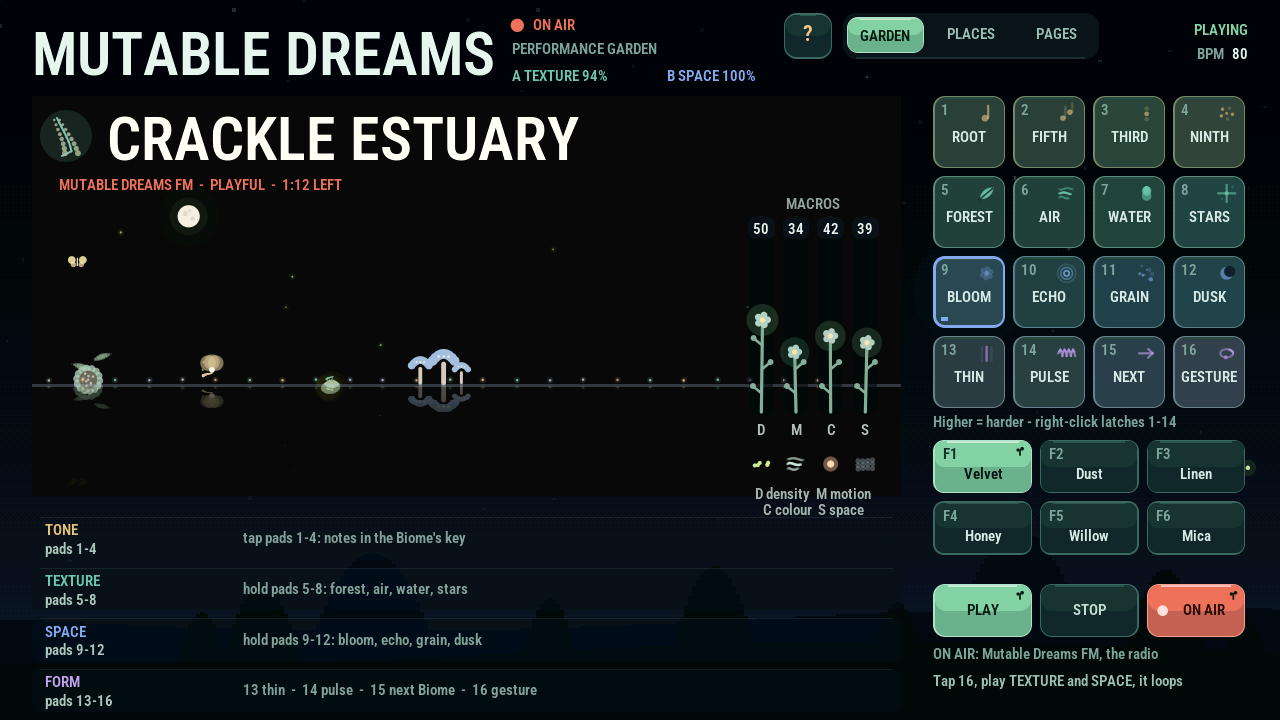 MUTABLE DREAMS
ON AIR
PERFORMANCE GARDEN
A TEXTURE 94% B SPACE 100%
?
GARDEN PLACES PAGES
PLAYING
BPM 80
CRACKLE ESTUARY
MUTABLE DREAMS FM - PLAYFUL - 1:12 LEFT
MACROS
50 34 42 39
D M C S
D density M motion
C colour S space
TONE
pads 1-4
tap pads 1-4: notes in the Biome's key
TEXTURE
pads 5-8
hold pads 5-8: forest, air, water, stars
SPACE
pads 9-12
hold pads 9-12: bloom, echo, grain, dusk
FORM
pads 13-16
13 thin - 14 pulse - 15 next Biome - 16 gesture
1 2 3 4
ROOT FIFTH THIRD NINTH
5 6 7 8
FOREST AIR WATER STARS
9 10 11 12
BLOOM ECHO GRAIN DUSK
13 14 15 16
THIN PULSE NEXT GESTURE
Higher = harder - right-click latches 1-14
F1 F2 F3
Velvet Dust Linen
F4 F5 F6
Honey Willow Mica
PLAY STOP ON AIR
ON AIR: Mutable Dreams FM, the radio
Tap 16, play TEXTURE and SPACE, it loops